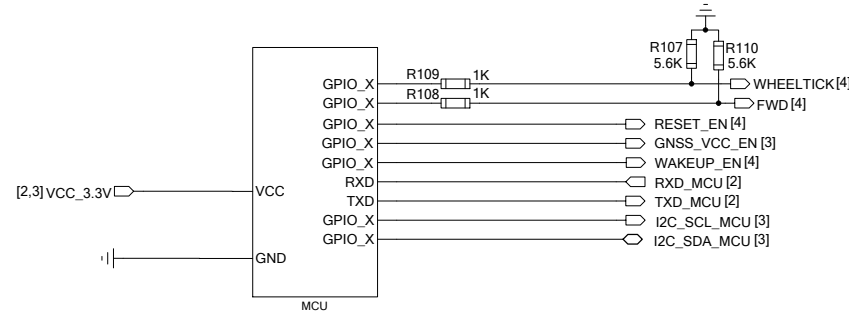 R107
5.6K
R110
5.6K
GPIO_X
R109
1K
WHEELTICK[4]
GPIO_X
R108
1K
FWD[4]
GPIO_X
RESET_EN[4]
GPIO_X
GNSS_VCC_EN[3]
GPIO_X
WAKEUP_EN[4]
RXD
RXD_MCU[2]
[2,3] VCC_3.3V
VCC
TXD
TXD_MCU[2]
GPIO_X
I2C_SCL_MCU[3]
GPIO_X
I2C_SDA_MCU[3]
GND
MCU